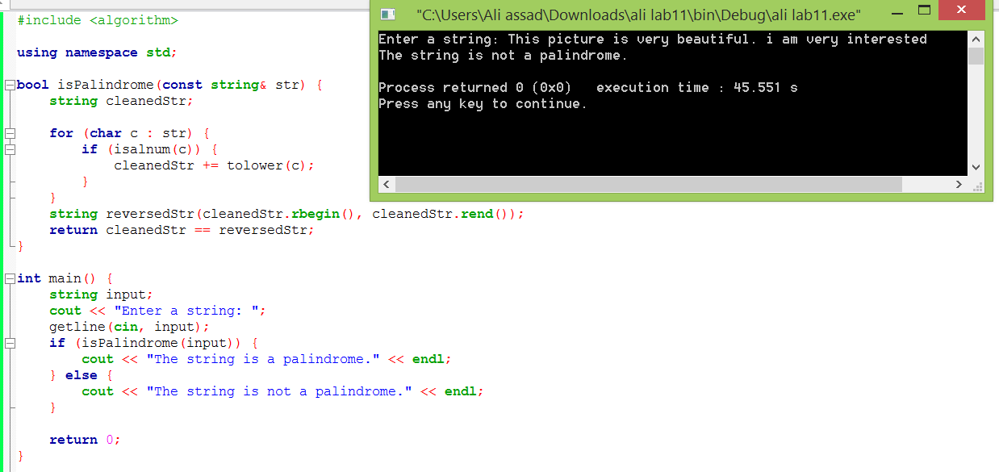 #include <algorithm>
using namespace std;
bool isPalindrome(const string& str) {
string cleanedStr;
for (char c : str) {
if (isalnum(c)) {
cleanedStr += tolower(c);
}
}
string reversedStr(cleanedStr.rbegin(), cleanedStr.rend());
return cleanedStr == reversedStr;
}
int main() {
string input;
cout << "Enter a string: ";
getline(cin, input);
if (isPalindrome(input)) {
cout << "The string is a palindrome." << endl;
} else {
cout << "The string is not a palindrome." << endl;
}
return 0;
}
"C:\Users\Ali assad\Downloads\ali lab11\bin\Debug\ali lab11.exe"
Enter a string: This picture is very beautiful. i am very interested
The string is not a palindrome.
Process returned 0 (0x0)   execution time : 45.551 s
Press any key to continue.